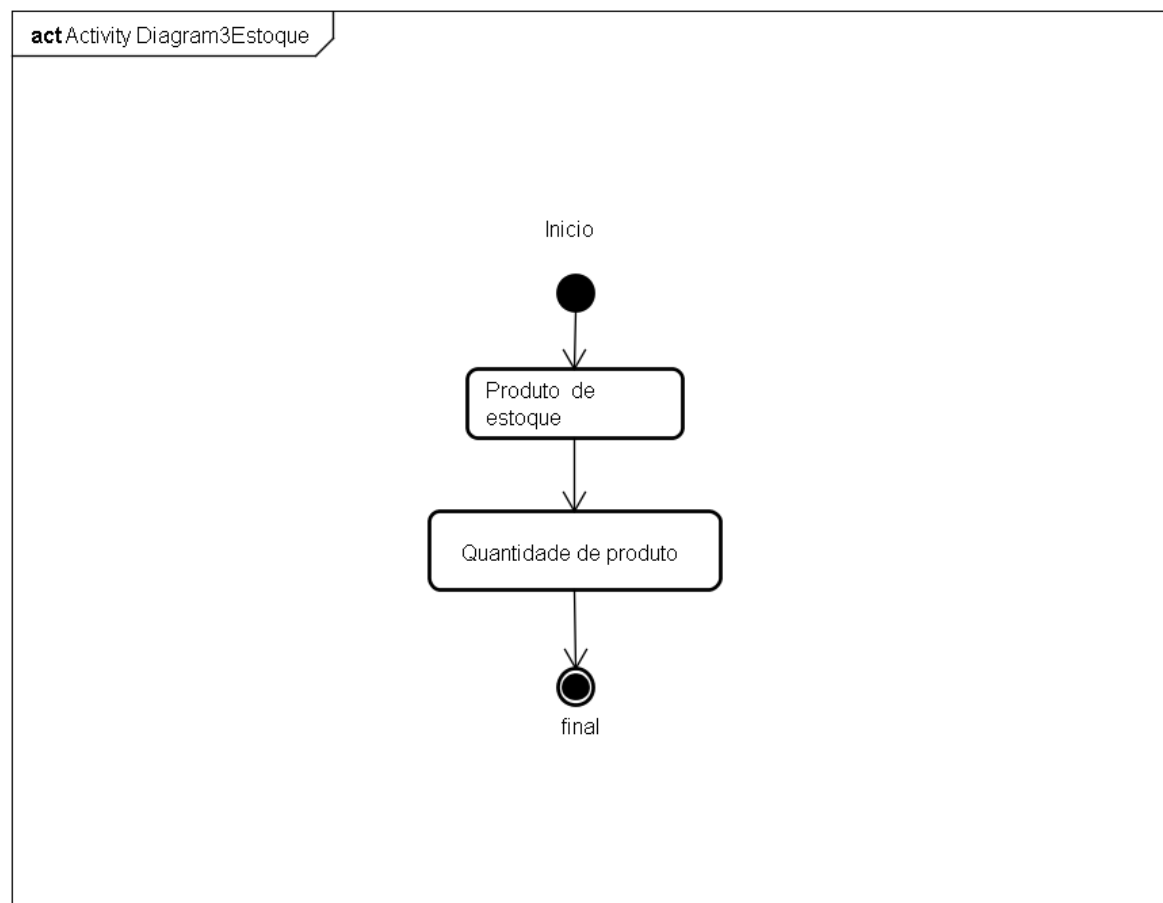 act Activity Diagram3Estoque
Inicio
Produto de
estoque
Quantidade de produto
final